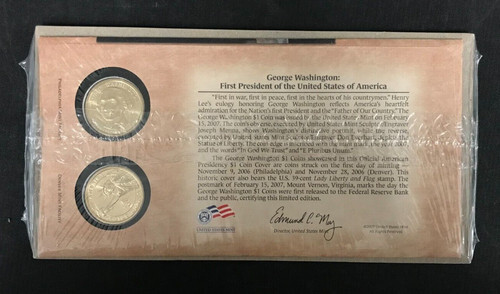 George Washington:
First President of the United States of America
"First in war, first in peace, first in the hearts of his countrymen." Henry
Lee's eulogy honoring George Washington reflects America's heartfelt
admiration for the Nation's first President and the "Father of Our Country." The
George Washington $1 Coin was issued by the United States Mint on February
15, 2007. The coin's obverse, executed by United States Mint Sculptor-Engraver
Joseph Menna, shows Washington's distinctive portrait, while the reverse,
executed by United States Mint Sculptor-Engraver Don Everhart, depicts the
Statue of Liberty. The coin edge is inscribed with the mint mark, the year 2007,
and the words "In God We Trust" and "E Pluribus Unum."
The George Washington $1 Coins showcased in this Official American
Presidency $1 Coin Cover are coins struck on the first day of minting —
November 9, 2006 (Philadelphia) and November 28, 2006 (Denver). This
historic cover also bears the U.S. 39-cent Lady Liberty and Flag stamp. The
postmark of February 15, 2007, Mount Vernon, Virginia, marks the day the
George Washington $1 Coins were first released to the Federal Reserve Bank
and the public, certifying this limited edition.
UNITED STATES MINT
Edmund C. Moy
Director, United States Mint
All Rights Reserved.